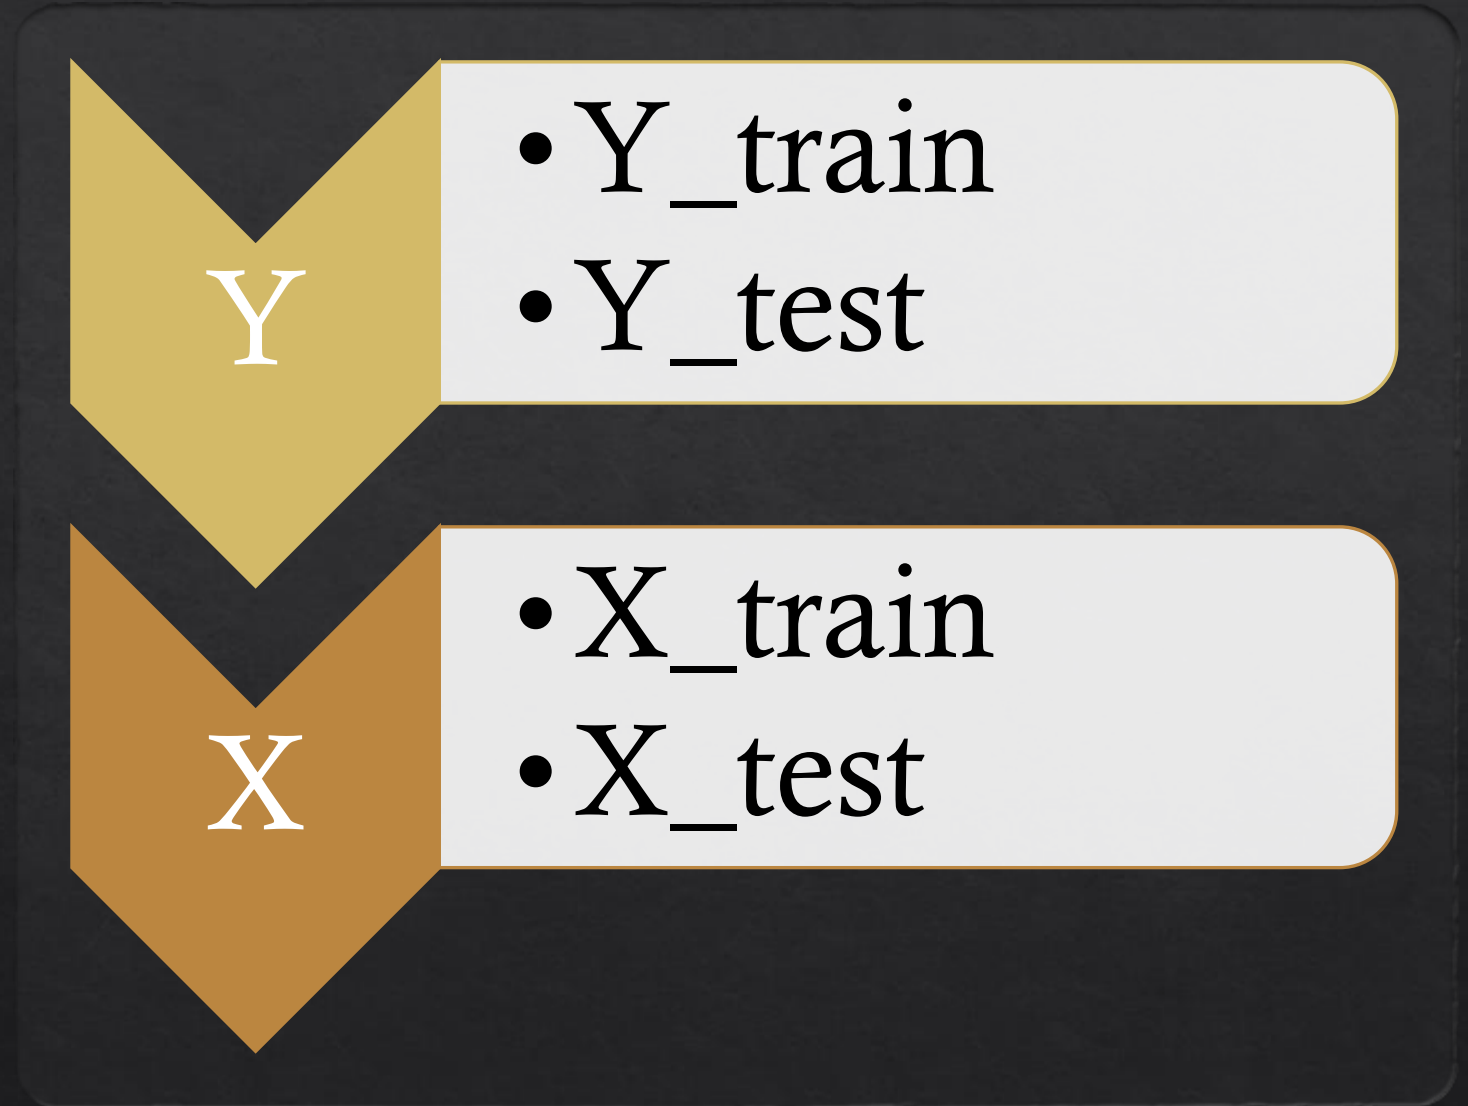 Y
• Y_train
• Y_test
X
• X_train
• X_test